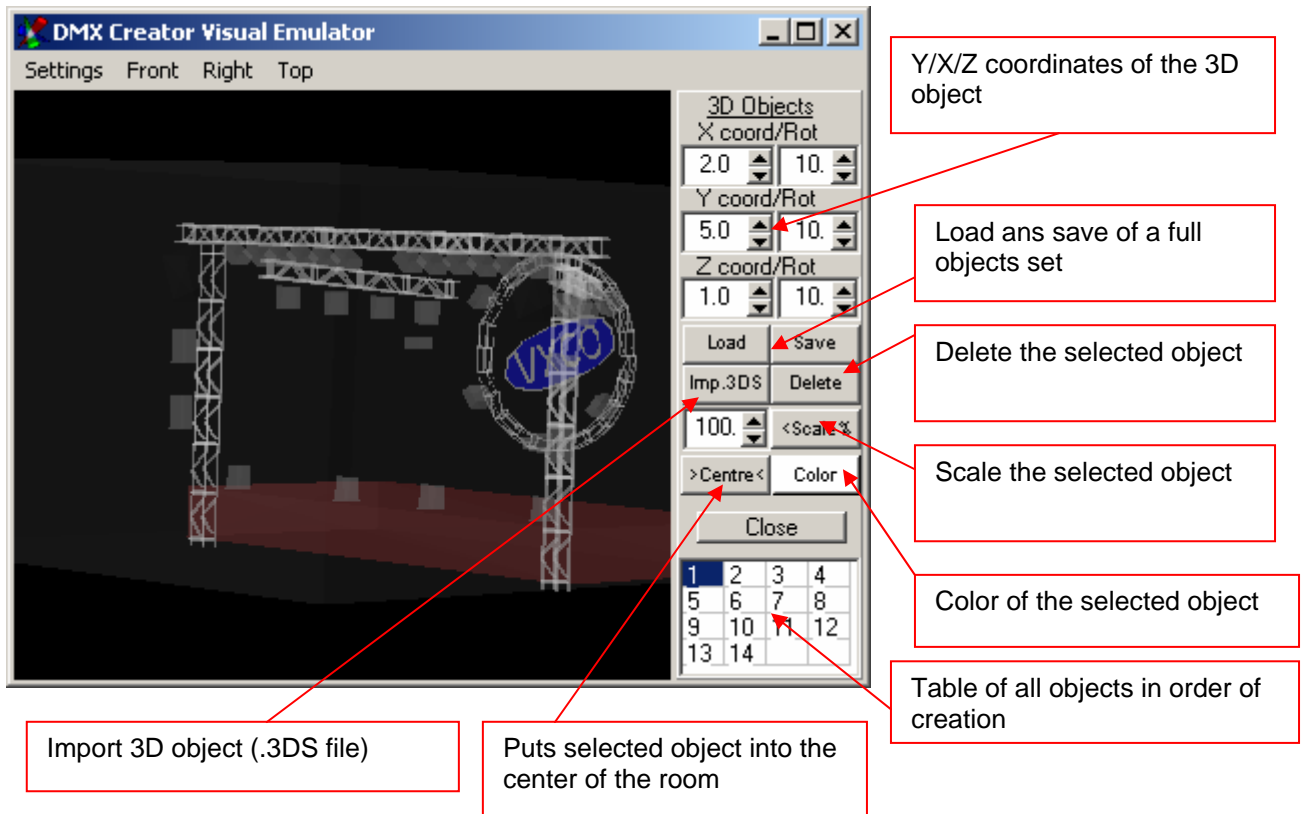 DMX Creator Visual Emulator
Settings Front Right Top
3D Objects
X coord/Rot
2.0 10.
Y coord/Rot
5.0 10.
Z coord/Rot
1.0 10.
Load Save
Imp.3DS Delete
100. <Scale%
>Centre< Color
Close
1 2 3 4
5 6 7 8
9 10 11 12
13 14
Y/X/Z coordinates of the 3D
object
Load ans save of a full
objects set
Delete the selected object
Scale the selected object
Color of the selected object
Table of all objects in order of
creation
Import 3D object (.3DS file)
Puts selected object into the
center of the room